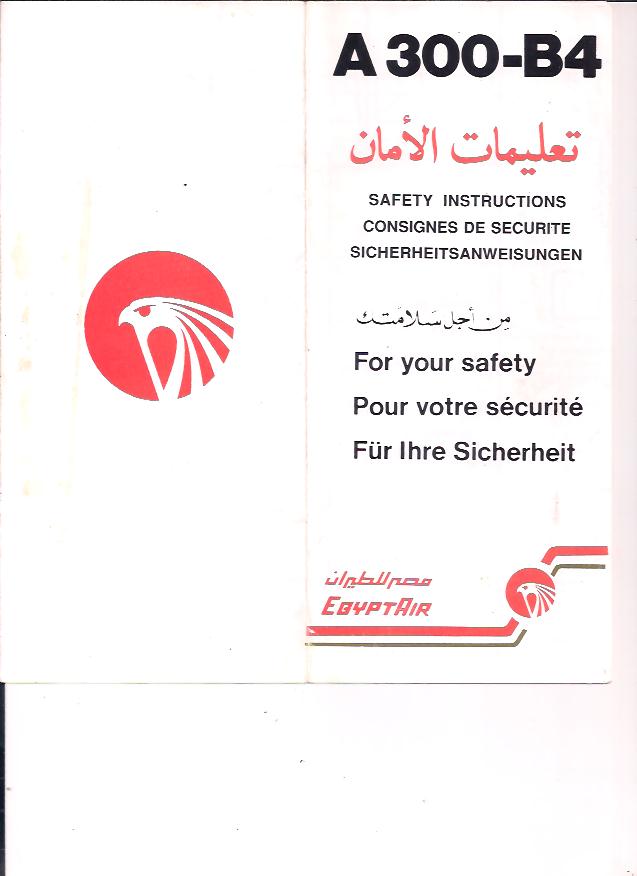 A300-B4
تعليمات الأمان
SAFETY INSTRUCTIONS
CONSIGNES DE SECURITE
SICHERHEITSANWEISUNGEN
من أجل سلامتك
For your safety
Pour votre sécurité
Für Ihre Sicherheit
مصر للطيران
EGYPTAIR